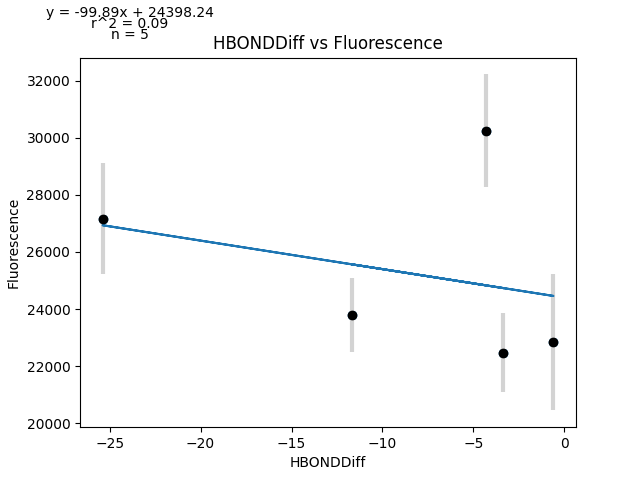 y = -99.89x + 24398.24
r^2 = 0.09
n = 5
HBONDDiff vs Fluorescence
32000
30000
28000
26000
24000
22000
20000
Fluorescence
−25
−20
−15
−10
−5
0
HBONDDiff